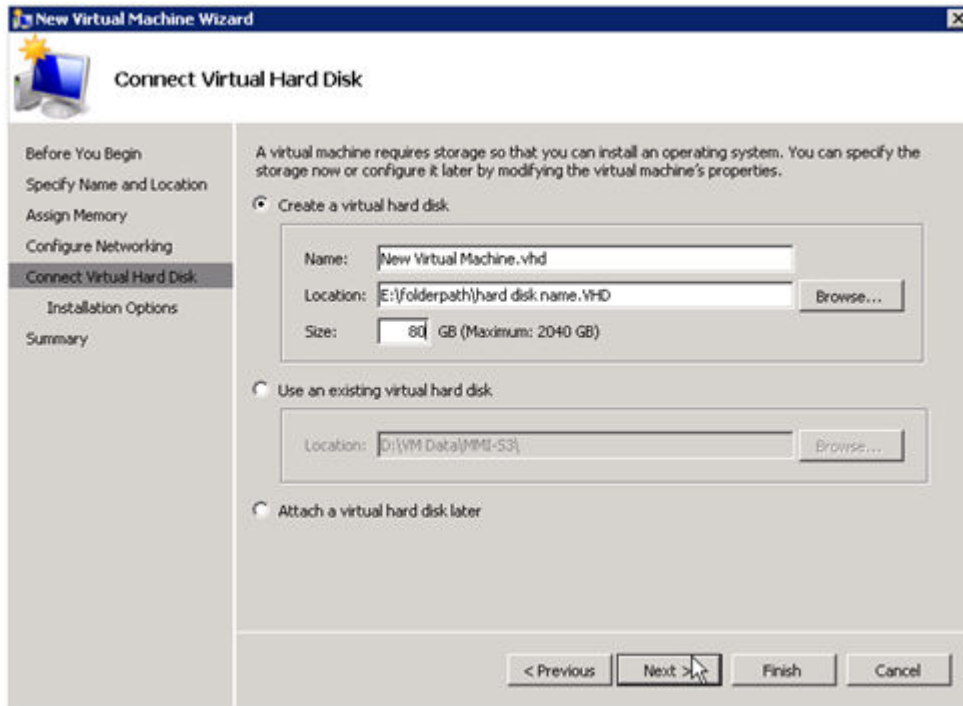 New Virtual Machine Wizard
Connect Virtual Hard Disk
Before You Begin
Specify Name and Location
Assign Memory
Configure Networking
Connect Virtual Hard Disk
Installation Options
Summary
A virtual machine requires storage so that you can install an operating system. You can specify the
storage now or configure it later by modifying the virtual machine's properties.
Create a virtual hard disk
Name: New Virtual Machine.vhd
Location: E:\folderpath\hard disk name.VHD Browse...
Size: 80 GB (Maximum: 2040 GB)
Use an existing virtual hard disk
Location: D:\VM Data\MMI-S3\ Browse...
Attach a virtual hard disk later
< Previous Next > Finish Cancel